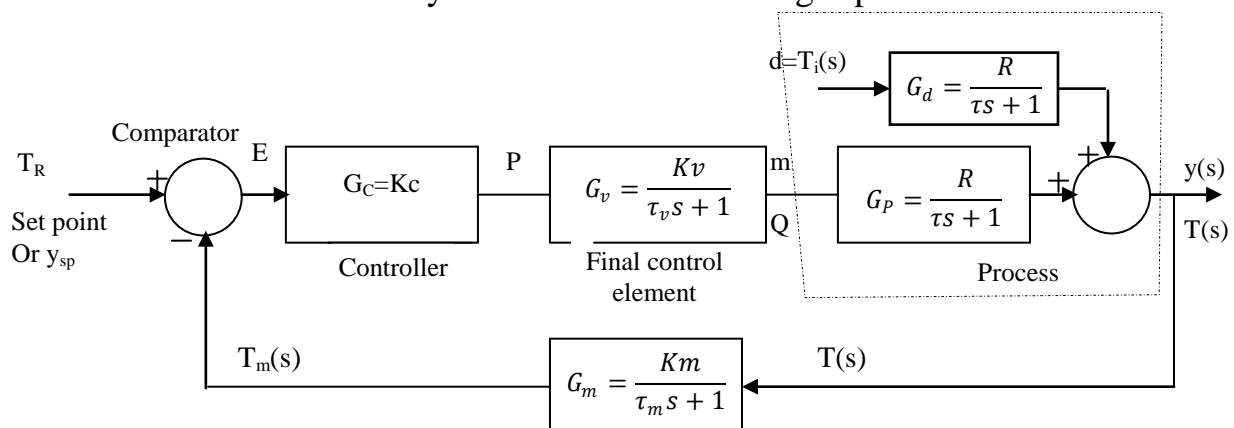 d=Tᵢ(s)
G_d = R / (τs + 1)
Comparator
T_R
+
E
G_C=Kc
P
G_v = Kv / (τ_v s + 1)
m
Q
G_P = R / (τs + 1)
+
+
y(s)
T(s)
Set point
Or y_sp
−
Controller
Final control
element
Process
T_m(s)
G_m = Km / (τ_m s + 1)
T(s)